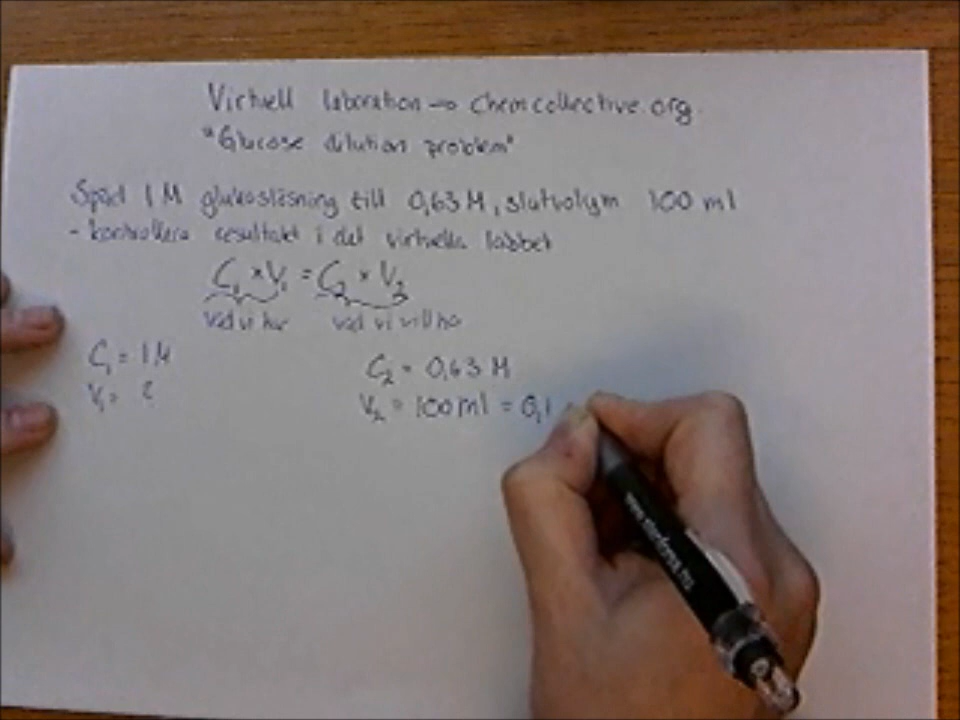 Virtuell laboration → Chemcollective.org.
"Glucose dilution problem"
Späd 1 M glukoslösning till 0,63 M, slutvolym 100 ml
- kontrollera resultatet i det virtuella labbet
C₁ × V₁ = C₂ × V₂
vad vi har vad vi vill ha
C₁ = 1 M
V₁ = ?
C₂ = 0,63 M
V₂ = 100 ml = 0,1